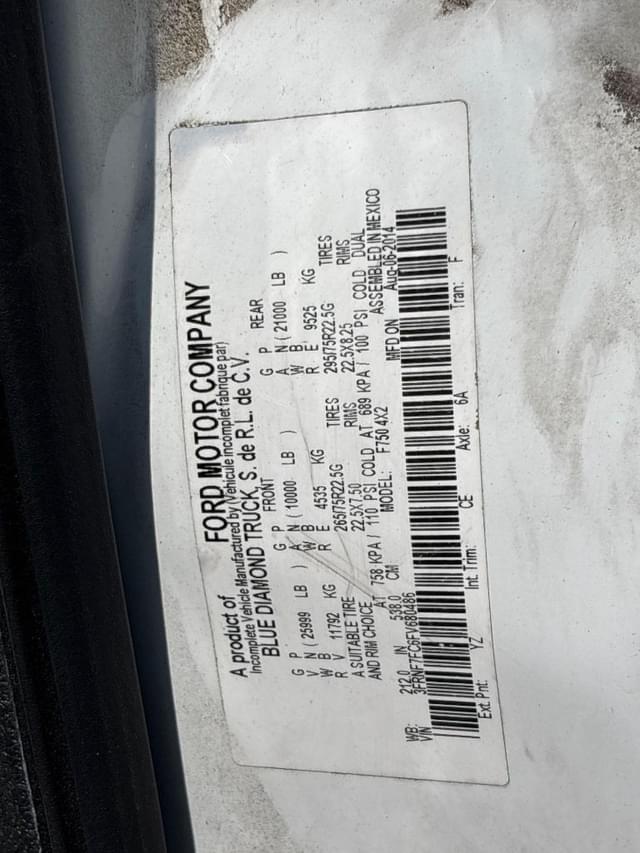 FORD MOTOR COMPANY
A product of
Incomplete Vehicle Manufactured by (Véhicule incomplet fabriqué par)
BLUE DIAMOND TRUCK, S. de R.L. de C.V.
FRONT REAR
G P G P G P
V N ( 25999 LB ) A N ( 10000 LB ) A N ( 21000 LB )
W B W B W B
R V 11792 KG R E 4535 KG R E 9525 KG
A SUITABLE TIRE 265/75R22.5G TIRES 295/75R22.5G TIRES
AND RIM CHOICE 22.5X7.50 RIMS 22.5X8.25 RIMS
AT 758 KPA / 110 PSI COLD AT 689 KPA / 100 PSI COLD DUAL
WB: 212.0 IN 538.0 CM MODEL: F750 4X2 ASSEMBLED IN MEXICO
VIN 3FRNF7FC6FV680486 MFD ON Aug-06-2014
Ext. Pnt: YZ Int. Trim: CE Axle: 6A Tran: F